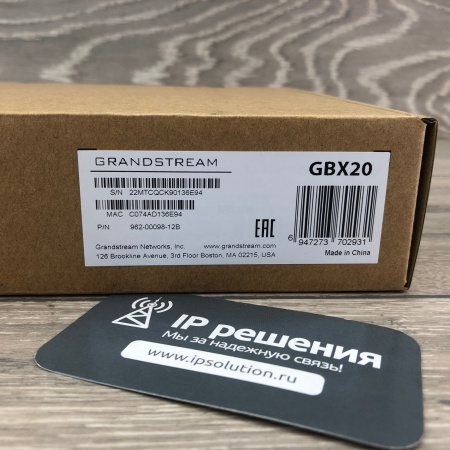 GRANDSTREAM
GBX20
S/N 22MTCQCK90136E94
MAC C074AD136E94
P/N 962-00098-12B
EAC
Grandstream Networks, Inc. www.grandstream.com
126 Brookline Avenue, 3rd Floor Boston, MA 02215, USA
6 947273 702931
Made in China
IP решения
Мы за надежную связь!
www.ipsolution.ru